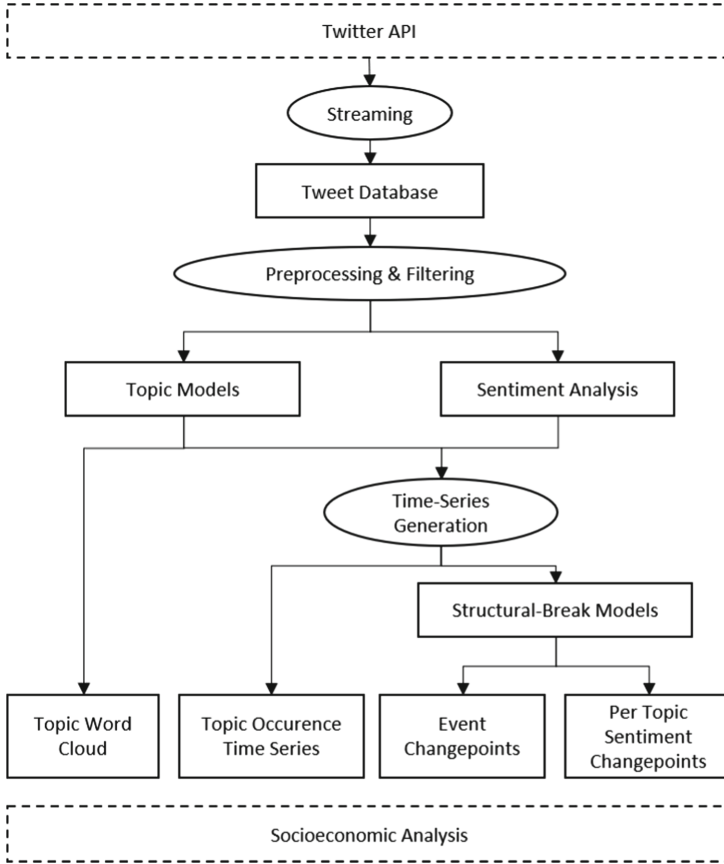 Twitter API
Streaming
Tweet Database
Preprocessing & Filtering
Topic Models
Sentiment Analysis
Time-Series
Generation
Structural-Break Models
Topic Word
Cloud
Topic Occurence
Time Series
Event
Changepoints
Per Topic
Sentiment
Changepoints
Socioeconomic Analysis